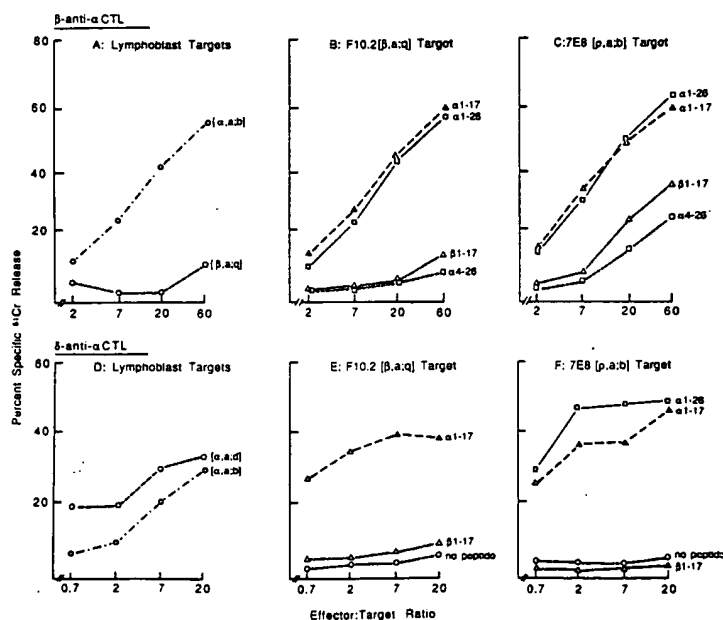 β-anti-α CTL
A: Lymphoblast Targets
B: F10.2 [β,a;q] Target
C:7E8 [ρ,a;b] Target
80
60
40
20
[α,a;b]
[β,a;q]
α1-17
α1-26
β1-17
α4-26
α1-26
α1-17
β1-17
α4-26
2 7 20 60
2 7 20 60
2 7 20 60
Percent Specific ⁵¹Cr Release
δ-anti-α CTL
D: Lymphoblast Targets
E: F10.2 [β,a;q] Target
F: 7E8 [ρ,a;b] Target
60
40
20
[α,a;d]
[α,a;b]
α1-17
β1-17
no peptide
α1-26
α1-17
no peptide
β1-17
0.7 2 7 20
0.7 2 7 20
0.7 2 7 20
Effector:Target Ratio